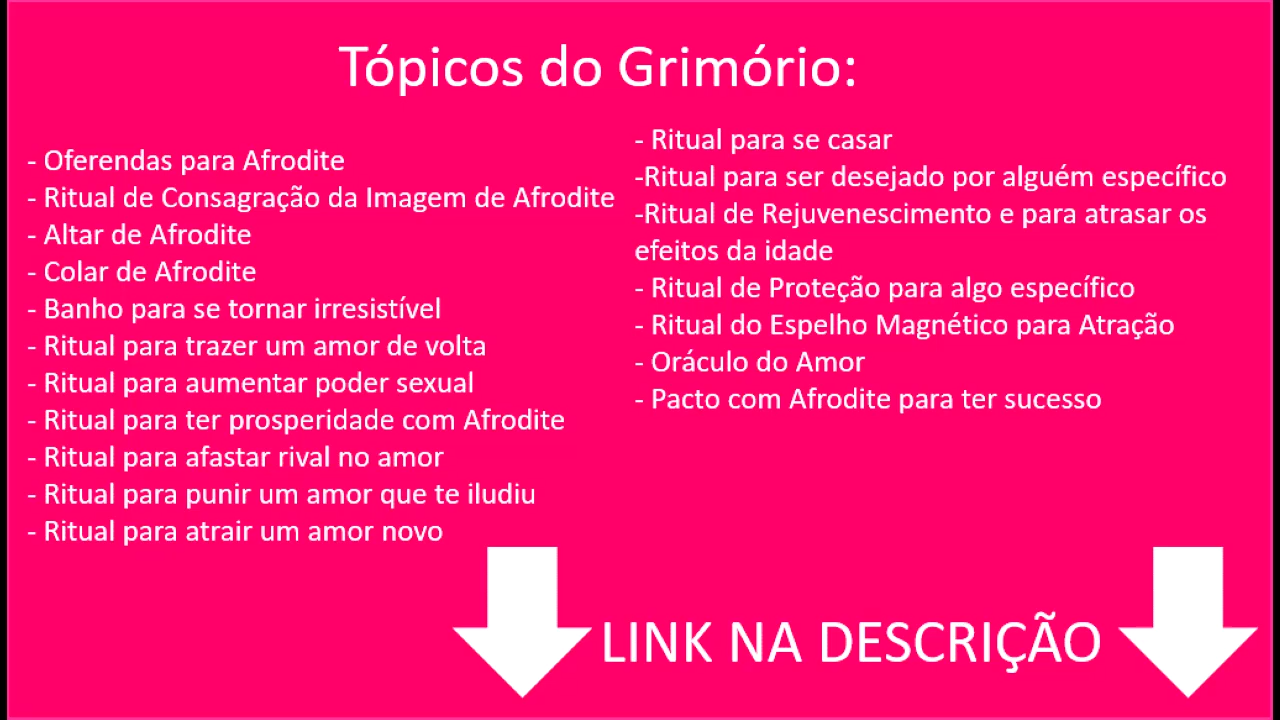 Tópicos do Grimório:
- Oferendas para Afrodite
- Ritual de Consagração da Imagem de Afrodite
- Altar de Afrodite
- Colar de Afrodite
- Banho para se tornar irresistível
- Ritual para trazer um amor de volta
- Ritual para aumentar poder sexual
- Ritual para ter prosperidade com Afrodite
- Ritual para afastar rival no amor
- Ritual para punir um amor que te iludiu
- Ritual para atrair um amor novo
- Ritual para se casar
-Ritual para ser desejado por alguém específico
-Ritual de Rejuvenescimento e para atrasar os
efeitos da idade
- Ritual de Proteção para algo específico
- Ritual do Espelho Magnético para Atração
- Oráculo do Amor
- Pacto com Afrodite para ter sucesso
LINK NA DESCRIÇÃO